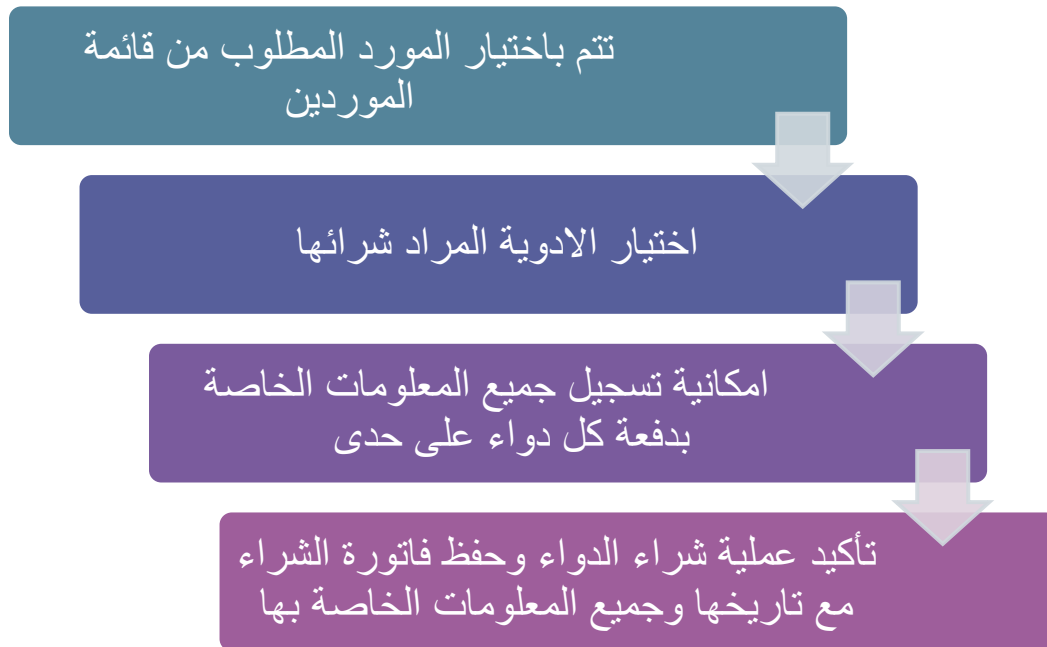 تتم باختيار المورد المطلوب من قائمة
الموردين
اختيار الادوية المراد شرائها
امكانية تسجيل جميع المعلومات الخاصة
بدفعة كل دواء على حدى
تأكيد عملية شراء الدواء وحفظ فاتورة الشراء
مع تاريخها وجميع المعلومات الخاصة بها